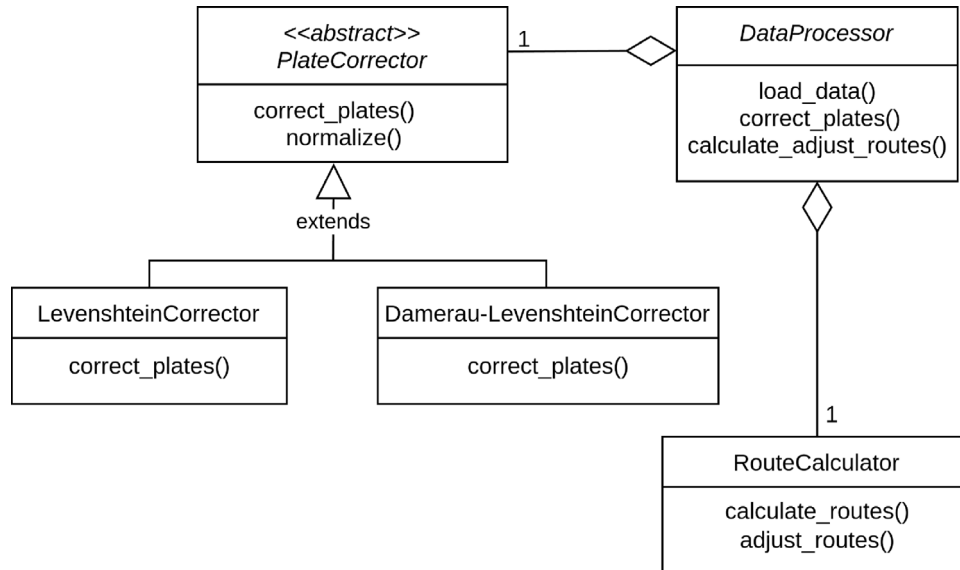 <<abstract>>
PlateCorrector
correct_plates()
normalize()
1
DataProcessor
load_data()
correct_plates()
calculate_adjust_routes()
extends
LevenshteinCorrector
correct_plates()
Damerau-LevenshteinCorrector
correct_plates()
1
RouteCalculator
calculate_routes()
adjust_routes()